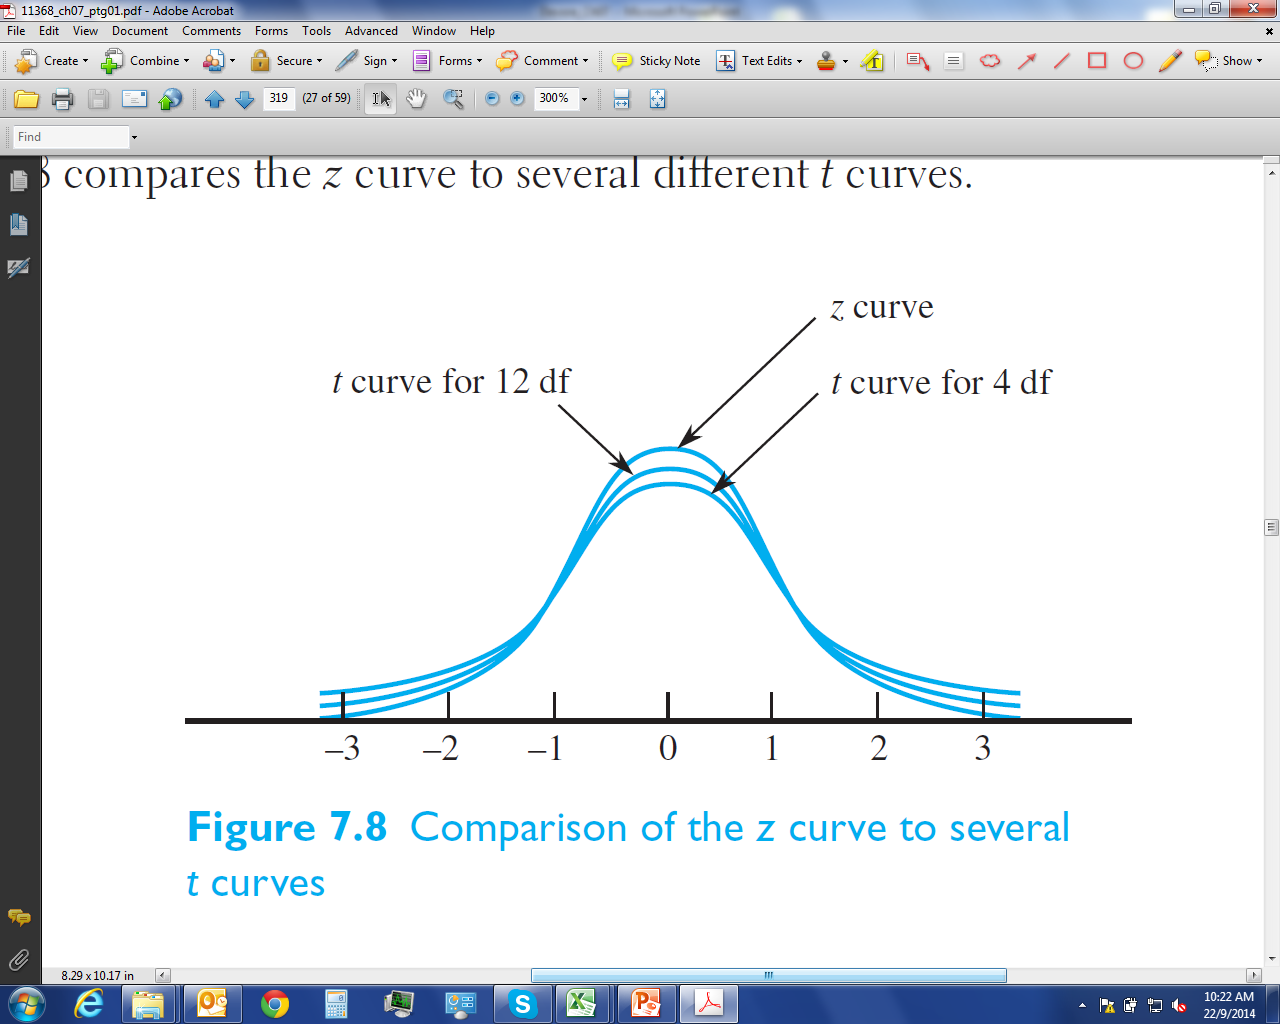 11368_ch07_ptg01.pdf - Adobe Acrobat
File Edit View Document Comments Forms Tools Advanced Window Help
Create Combine Secure Sign Forms Comment Sticky Note Text Edits Show
319 (27 of 59) 300%
Find
compares the z curve to several different t curves.
z curve
t curve for 12 df
t curve for 4 df
–3 –2 –1 0 1 2 3
Figure 7.8 Comparison of the z curve to several
t curves
8.29 x 10.17 in
10:22 AM
22/9/2014